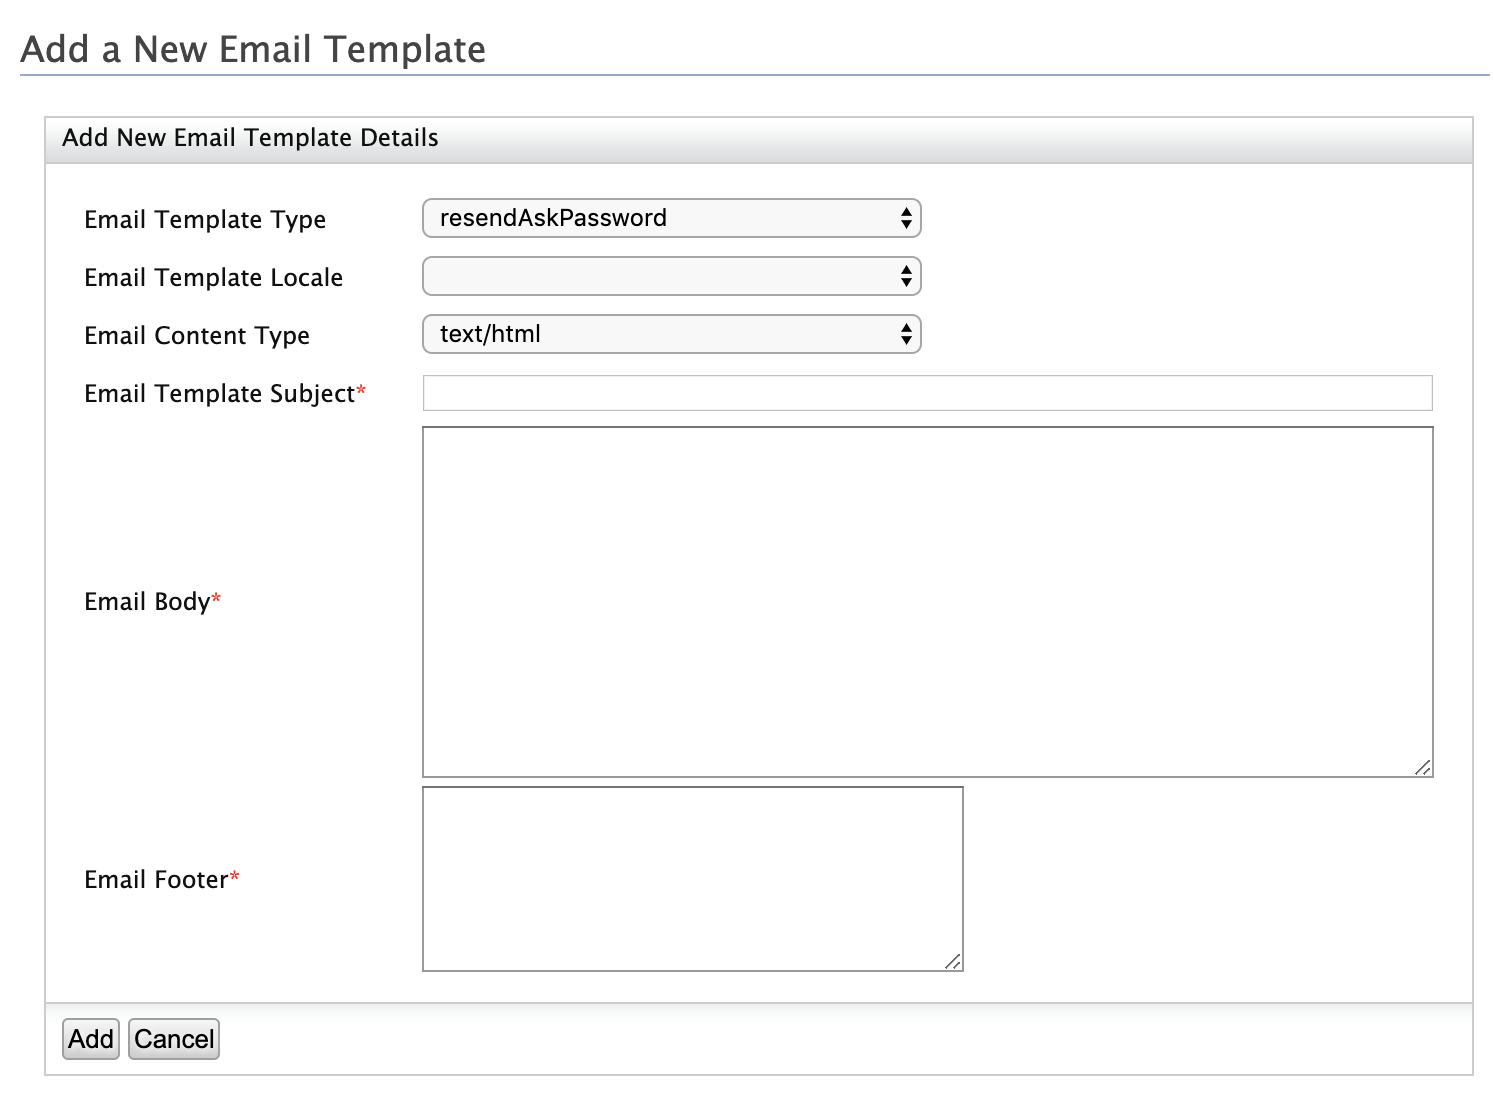 Add a New Email Template
Add New Email Template Details
Email Template Type resendAskPassword
Email Template Locale
Email Content Type text/html
Email Template Subject*
Email Body*
Email Footer*
Add Cancel